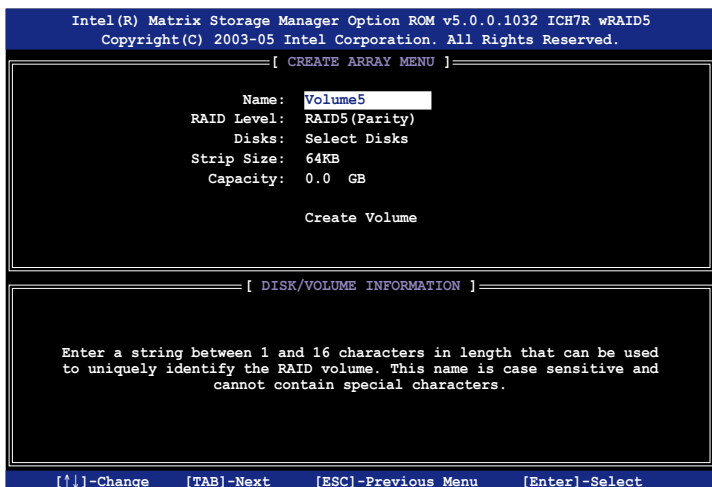 Intel(R) Matrix Storage Manager Option ROM v5.0.0.1032 ICH7R wRAID5
Copyright(C) 2003-05 Intel Corporation. All Rights Reserved.
[ CREATE ARRAY MENU ]
Name: Volume5
RAID Level: RAID5(Parity)
Disks: Select Disks
Strip Size: 64KB
Capacity: 0.0 GB
Create Volume
[ DISK/VOLUME INFORMATION ]
Enter a string between 1 and 16 characters in length that can be used
to uniquely identify the RAID volume. This name is case sensitive and
cannot contain special characters.
[↑↓]-Change [TAB]-Next [ESC]-Previous Menu [Enter]-Select